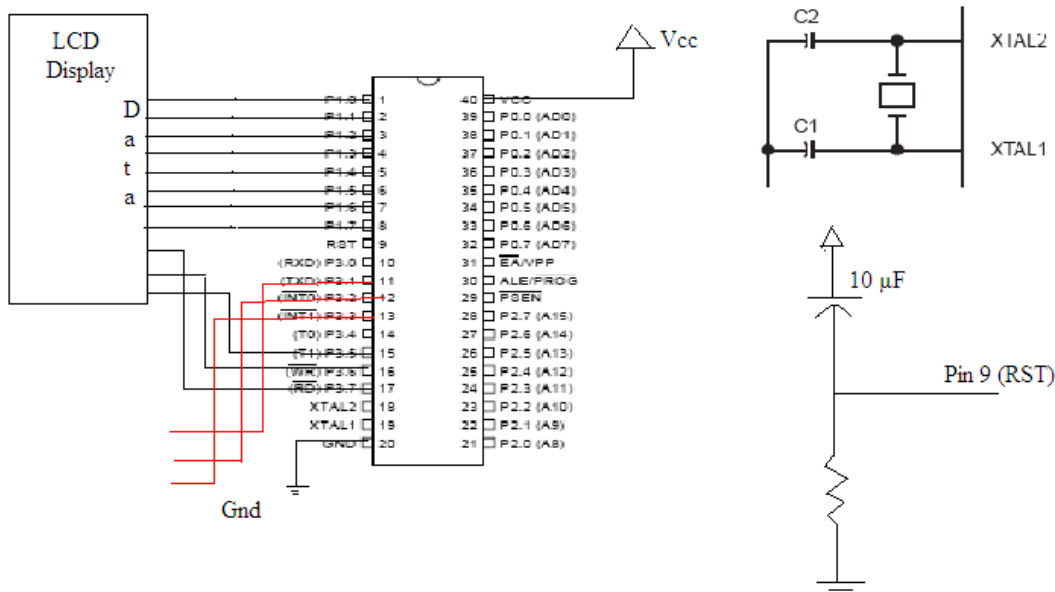 LCD
Display
D
a
t
a
Vcc
P1.0 1
P1.1 2
P1.2 3
P1.3 4
P1.4 5
P1.5 6
P1.6 7
P1.7 8
RST 9
(RXD) P3.0 10
(TXD) P3.1 11
(INT0) P3.2 12
(INT1) P3.3 13
(T0) P3.4 14
(T1) P3.5 15
(WR) P3.6 16
(RD) P3.7 17
XTAL2 18
XTAL1 19
GND 20
40 VCC
39 P0.0 (AD0)
38 P0.1 (AD1)
37 P0.2 (AD2)
36 P0.3 (AD3)
35 P0.4 (AD4)
34 P0.5 (AD5)
33 P0.6 (AD6)
32 P0.7 (AD7)
31 EA/VPP
30 ALE/PROG
29 PSEN
28 P2.7 (A15)
27 P2.6 (A14)
26 P2.5 (A13)
25 P2.4 (A12)
24 P2.3 (A11)
23 P2.2 (A10)
22 P2.1 (A9)
21 P2.0 (A8)
Gnd
C2
XTAL2
C1
XTAL1
10 µF
Pin 9 (RST)